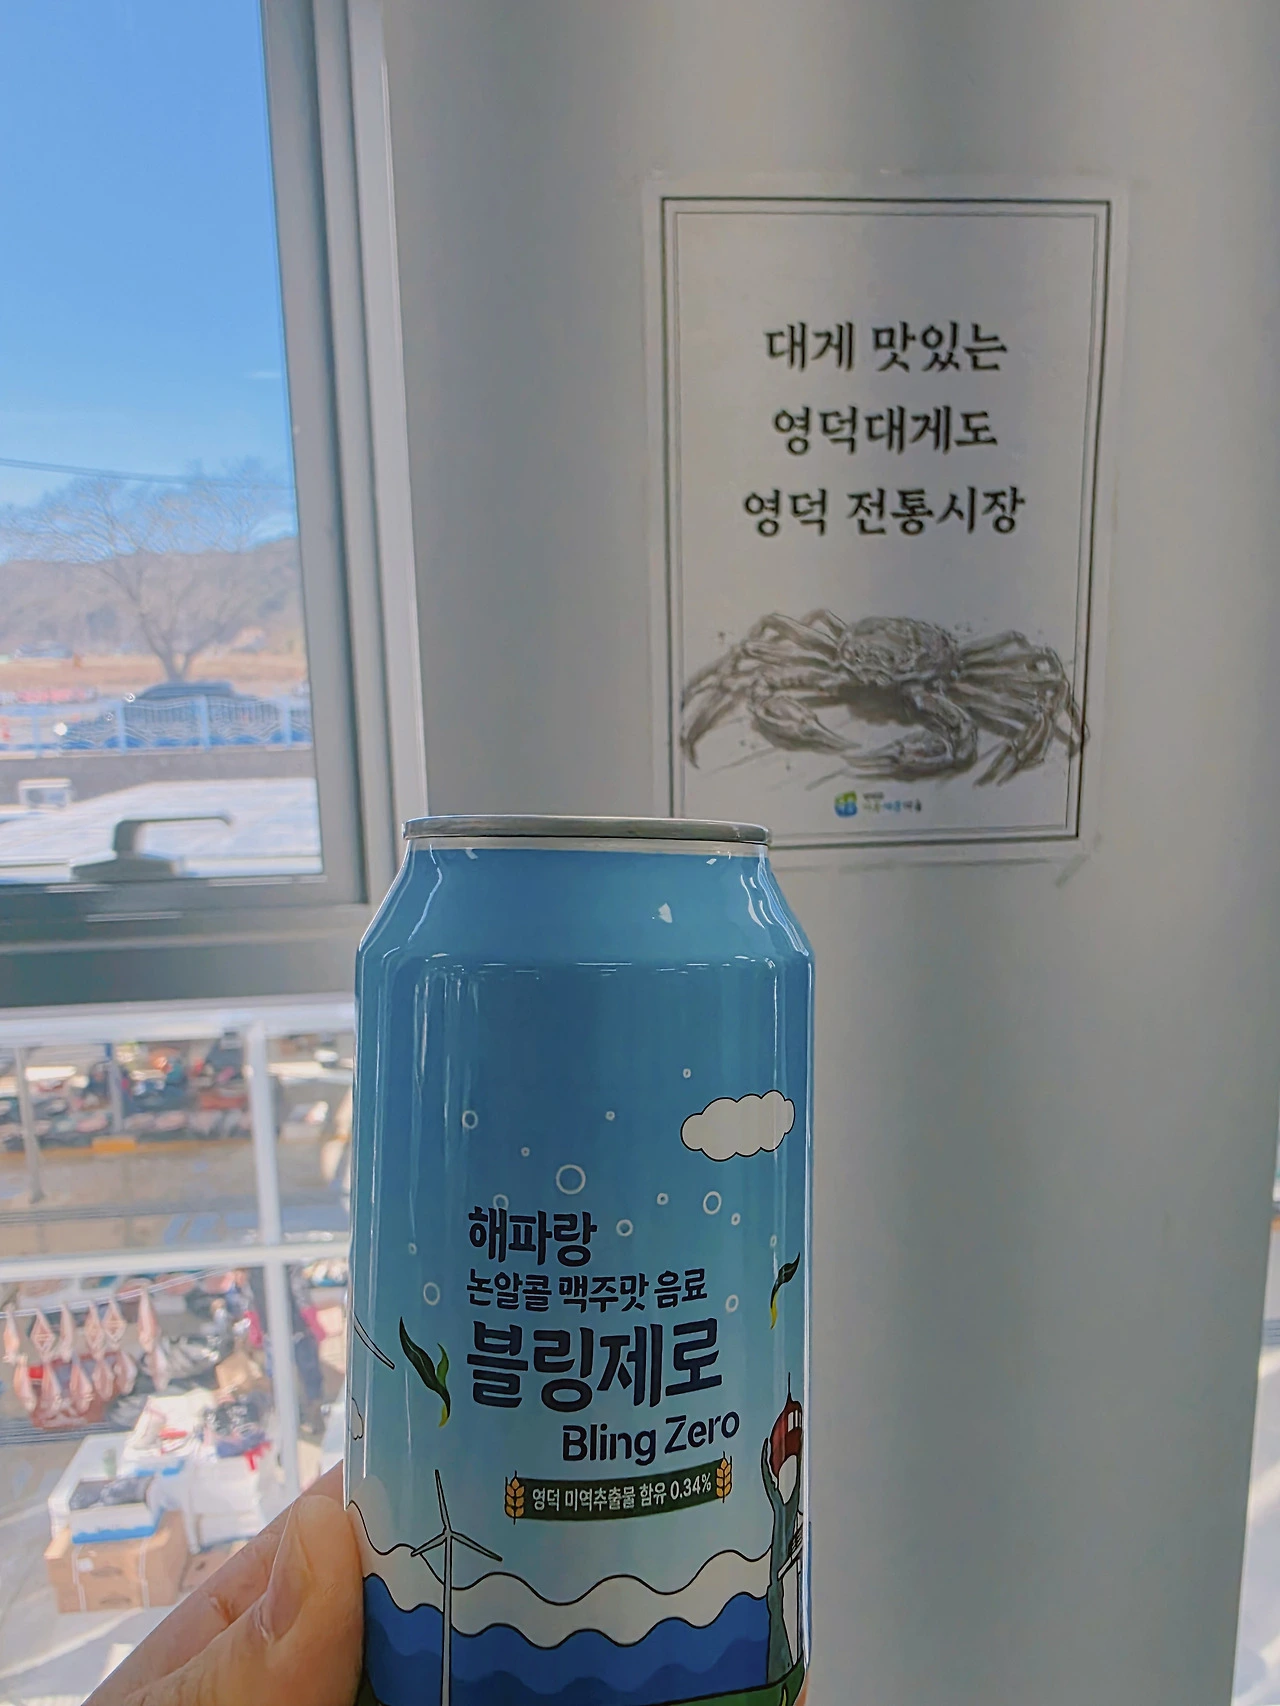 대게 맛있는
영덕대게도
영덕 전통시장
해파랑
논알콜 맥주맛 음료
블링제로
Bling Zero
영덕 미역추출물 함유 0.34%